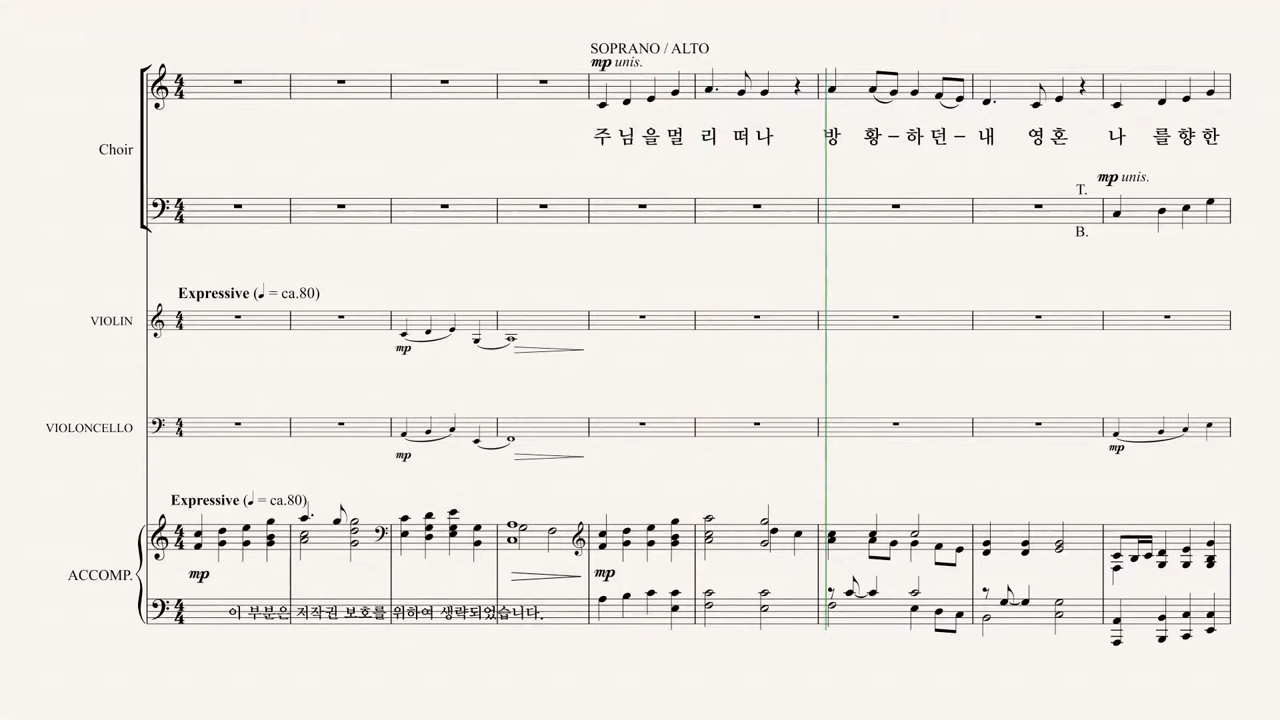 SOPRANO / ALTO
mp unis.
주님을멀리떠나 방황–하던–내 영혼 나를향한
Choir
mp unis.
T.
B.
Expressive (♩ = ca.80)
VIOLIN
mp
VIOLONCELLO
mp
mp
Expressive (♩ = ca.80)
ACCOMP.
mp
mp
이 부분은 저작권 보호를 위하여 생략되었습니다.